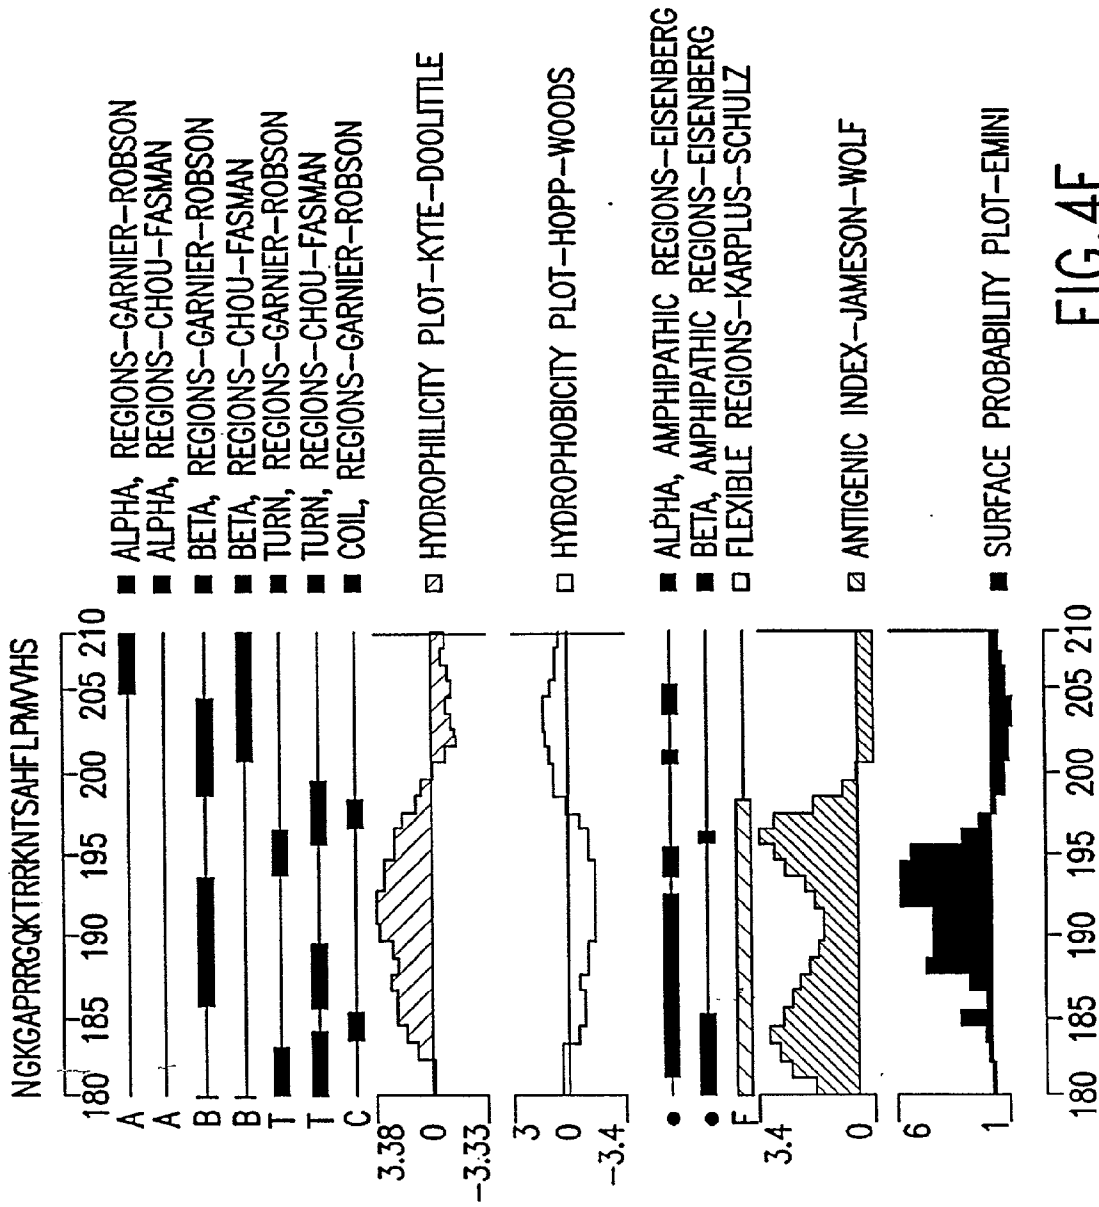 NGKGAPRRGQKTRRKNTSAHFLPMVVHS
180 185 190 195 200 205 210
A ALPHA, REGIONS-GARNIER-ROBSON
A ALPHA, REGIONS-CHOU-FASMAN
B BETA, REGIONS-GARNIER-ROBSON
B BETA, REGIONS-CHOU-FASMAN
T TURN, REGIONS-GARNIER-ROBSON
T TURN, REGIONS-CHOU-FASMAN
C COIL, REGIONS-GARNIER-ROBSON
3.38
0 HYDROPHILICITY PLOT-KYTE-DOOLITTLE
-3.33
3
0 HYDROPHOBICITY PLOT-HOPP-WOODS
-3.4
ALPHA, AMPHIPATHIC REGIONS-EISENBERG
BETA, AMPHIPATHIC REGIONS-EISENBERG
F FLEXIBLE REGIONS-KARPLUS-SCHULZ
3.4
0 ANTIGENIC INDEX-JAMESON-WOLF
6
1 SURFACE PROBABILITY PLOT-EMINI
180 185 190 195 200 205 210
FIG.4F